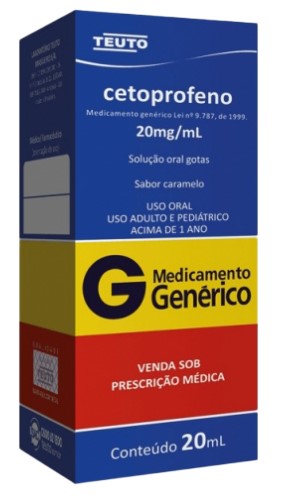 TEUTO
cetoprofeno
Medicamento genérico Lei nº 9.787, de 1999.
20mg/mL
Solução oral gotas
Sabor caramelo
USO ORAL
USO ADULTO E PEDIÁTRICO
ACIMA DE 1 ANO
G Medicamento
Genérico
VENDA SOB
PRESCRIÇÃO MÉDICA
Conteúdo 20mL